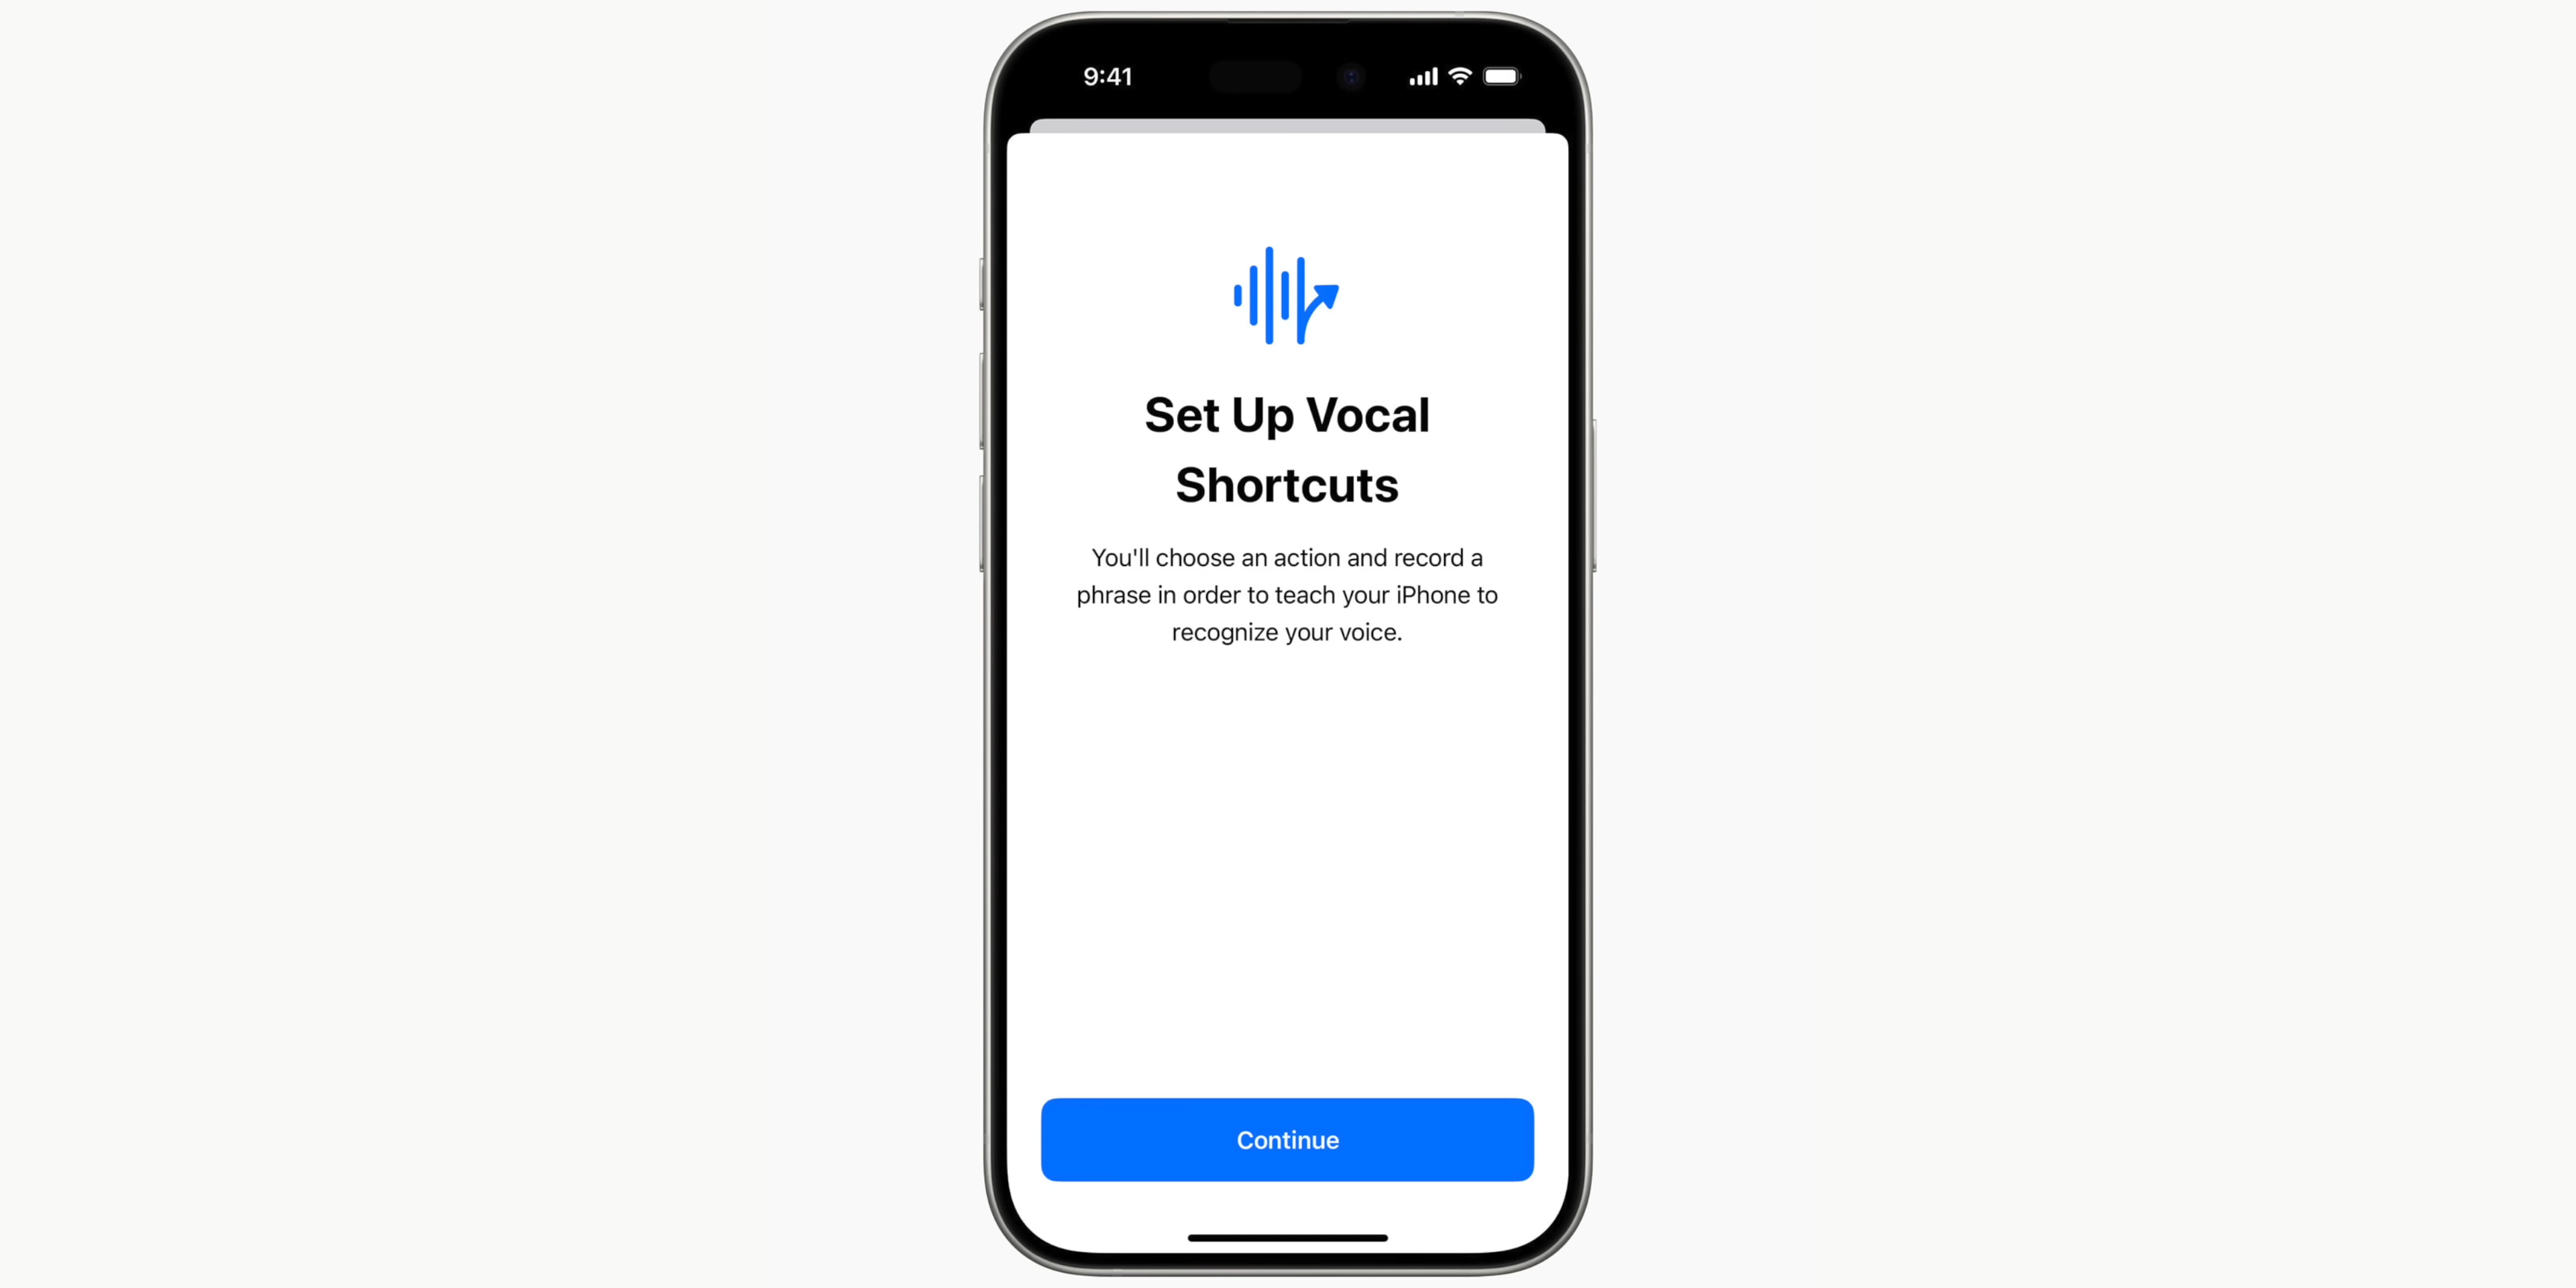 9:41
Set Up Vocal
Shortcuts
You'll choose an action and record a
phrase in order to teach your iPhone to
recognize your voice.
Continue